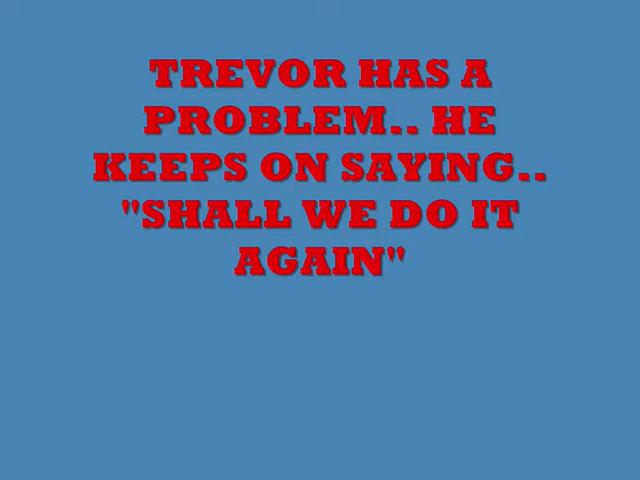 TREVOR HAS A
PROBLEM.. HE
KEEPS ON SAYING..
"SHALL WE DO IT
AGAIN"